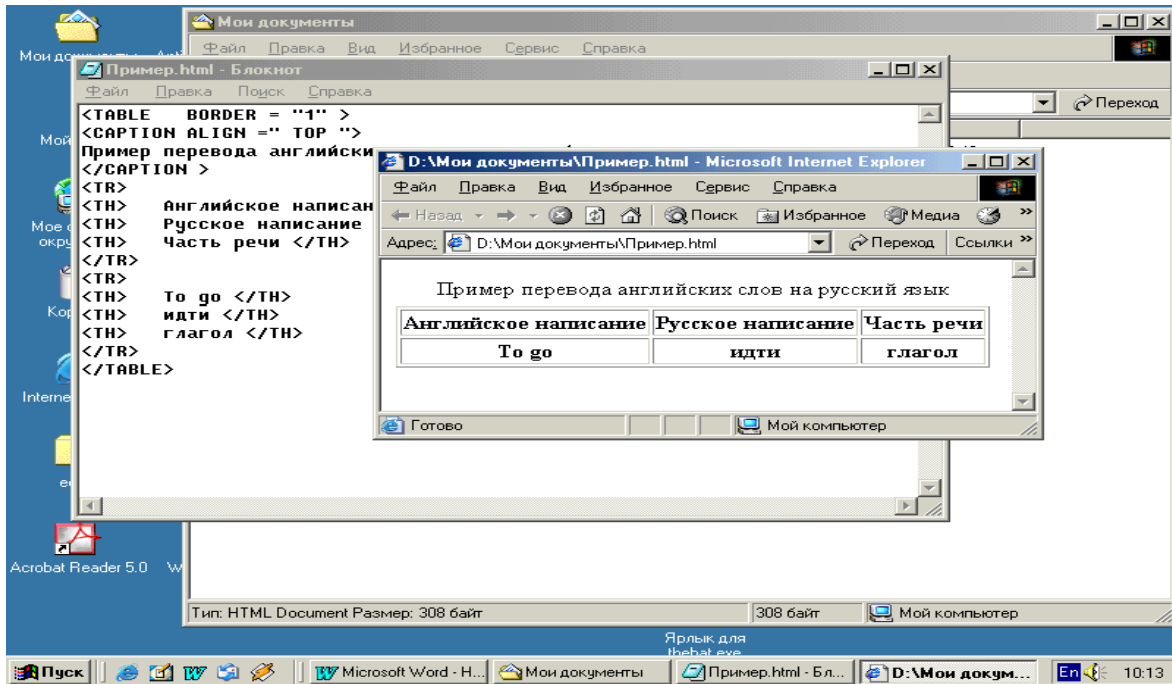 Мои документы
Файл Правка Вид Избранное Сервис Справка
Переход
Пример.html - Блокнот
Файл Правка Поиск Справка
<TABLE BORDER = "1" >
<CAPTION ALIGN =" TOP ">
Пример перевода английски
</CAPTION >
<TR>
<TH> Английское написан
<TH> Русское написание
<TH> Часть речи </TH>
</TR>
<TR>
<TH> To go </TH>
<TH> идти </TH>
<TH> глагол </TH>
</TR>
</TABLE>
D:\Мои документы\Пример.html - Microsoft Internet Explorer
Файл Правка Вид Избранное Сервис Справка
Назад Поиск Избранное Медиа »
Адрес: D:\Мои документы\Пример.html Переход Ссылки »
Пример перевода английских слов на русский язык
Английское написание Русское написание Часть речи
To go идти глагол
Готово Мой компьютер
Мои
Мой
Мое
окру
Кор
Interne
Acrobat Reader 5.0 W
Тип: HTML Document Размер: 308 байт 308 байт Мой компьютер
Ярлык для
thebat.exe
Пуск Microsoft Word - Н... Мои документы Пример.html - Бл... D:\Мои докум... En 10:13